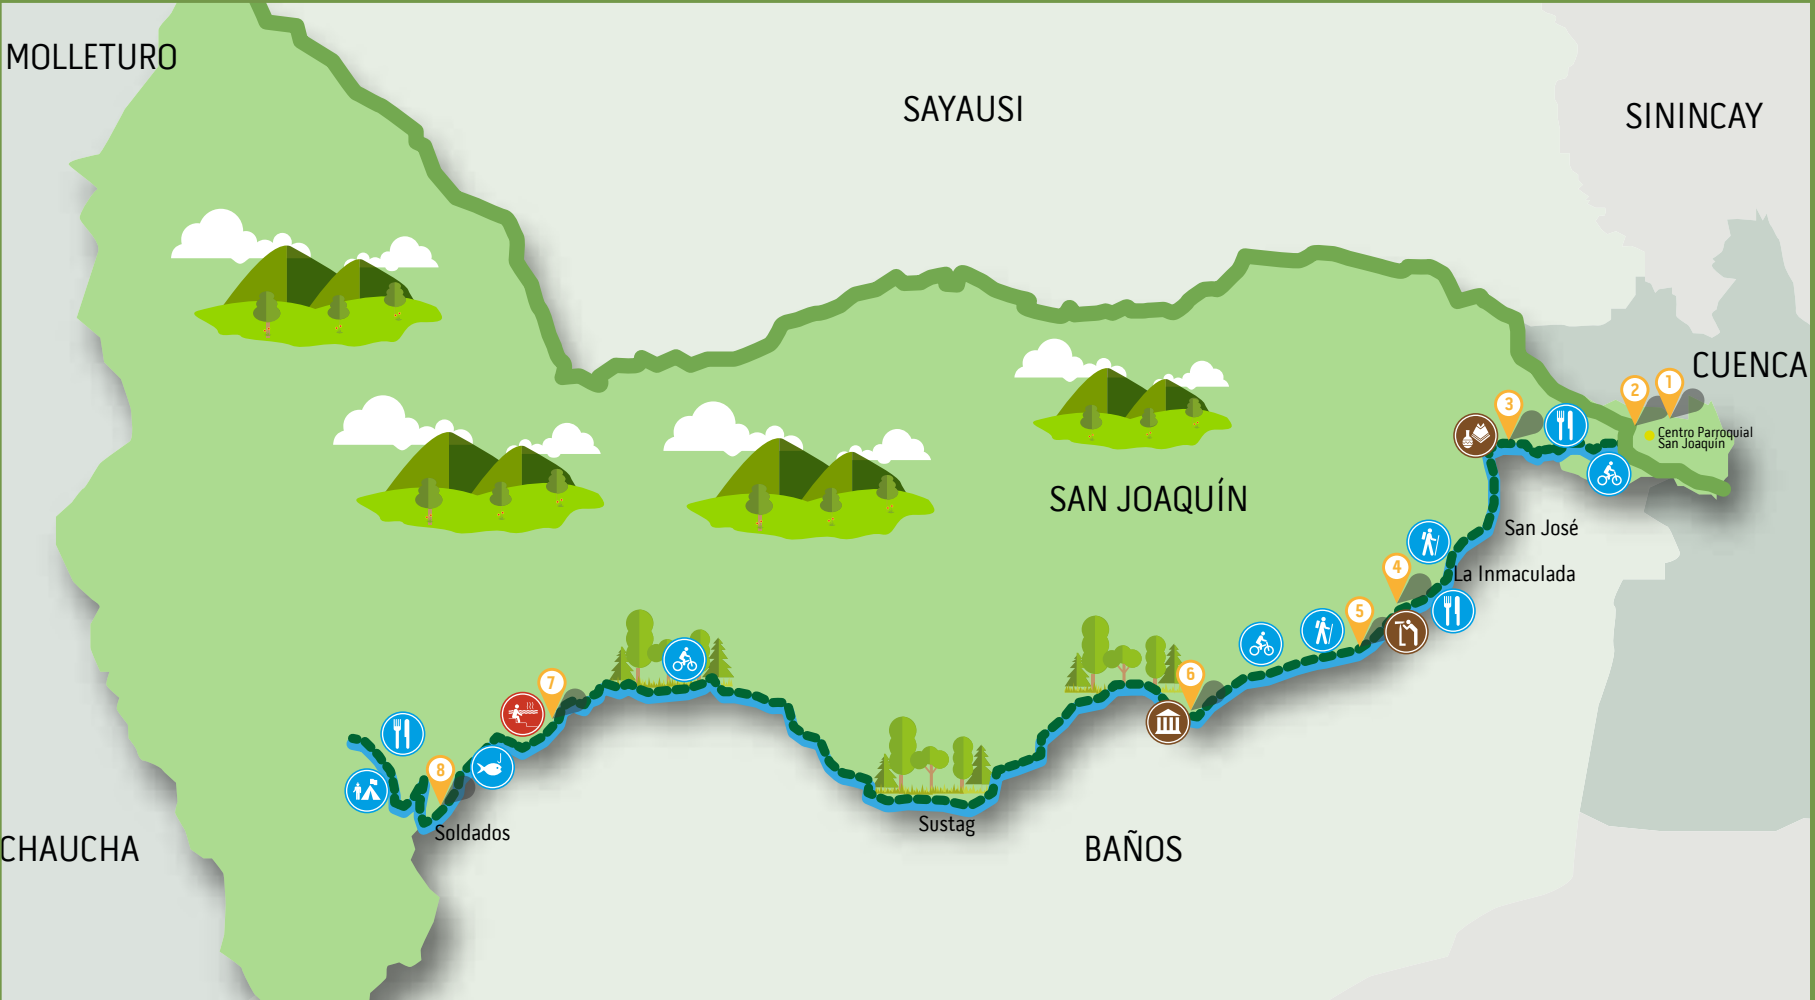 MOLLETURO
SAYAUSI
SININCAY
CUENCA
1
2
3
Centro Parroquial
San Joaquín
SAN JOAQUÍN
San José
4
La Inmaculada
5
6
7
8
Soldados
Sustag
CHAUCHA
BAÑOS